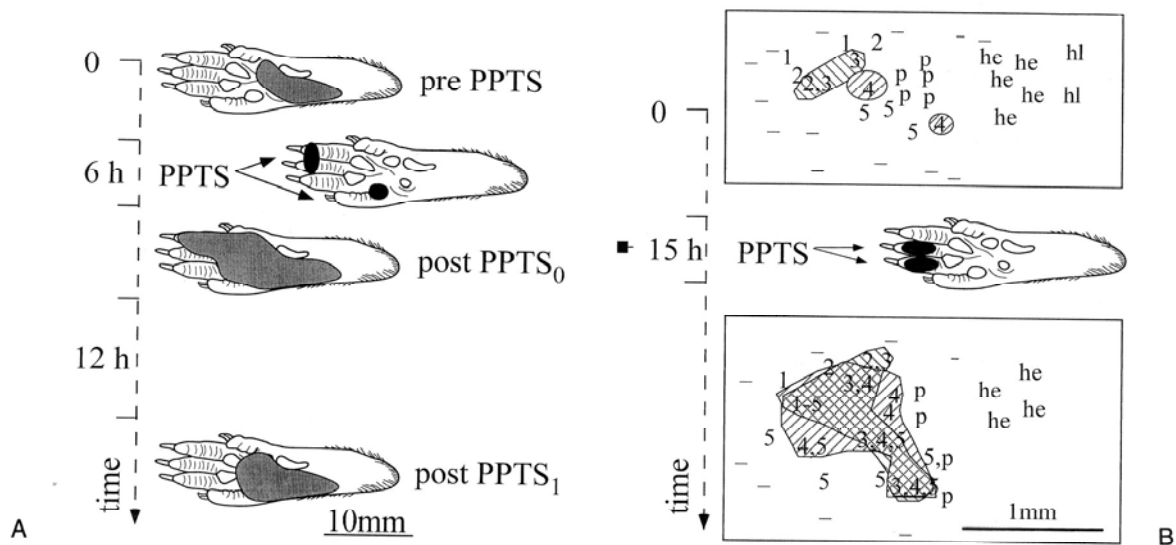 0
pre PPTS
6 h
PPTS
post PPTS₀
12 h
post PPTS₁
time
10mm
A
1 1 2
3
2 2,3 4
p p
p p
p p
5 5 5 4
he he hl
he he hl
he
0
15 h
PPTS
1 2 2,3
3,4
1-5 4 p
4 p
5 4,5 3,4,5 5,p
5 5 3,4,5 p
he
he he
he
time
1mm
B